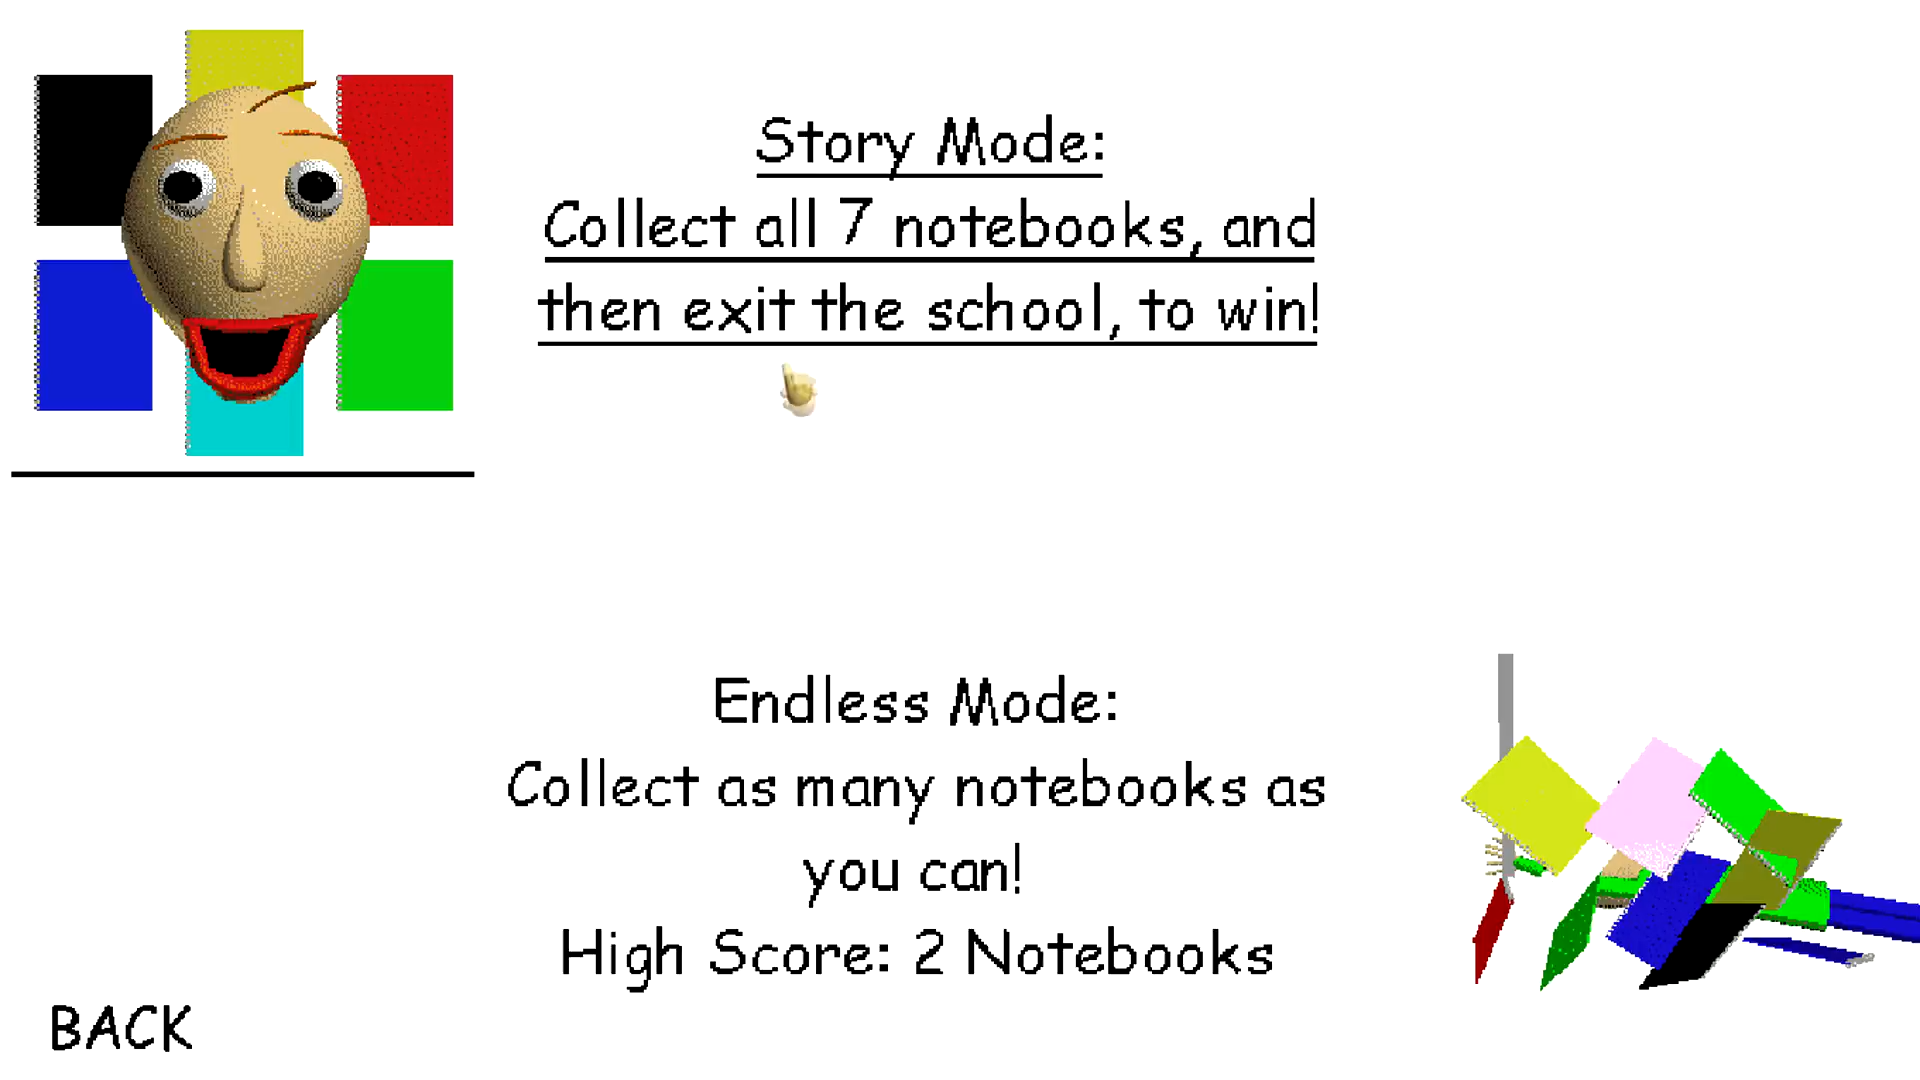 Story Mode:
Collect all 7 notebooks, and
then exit the school, to win!
Endless Mode:
Collect as many notebooks as
you can!
High Score: 2 Notebooks
BACK